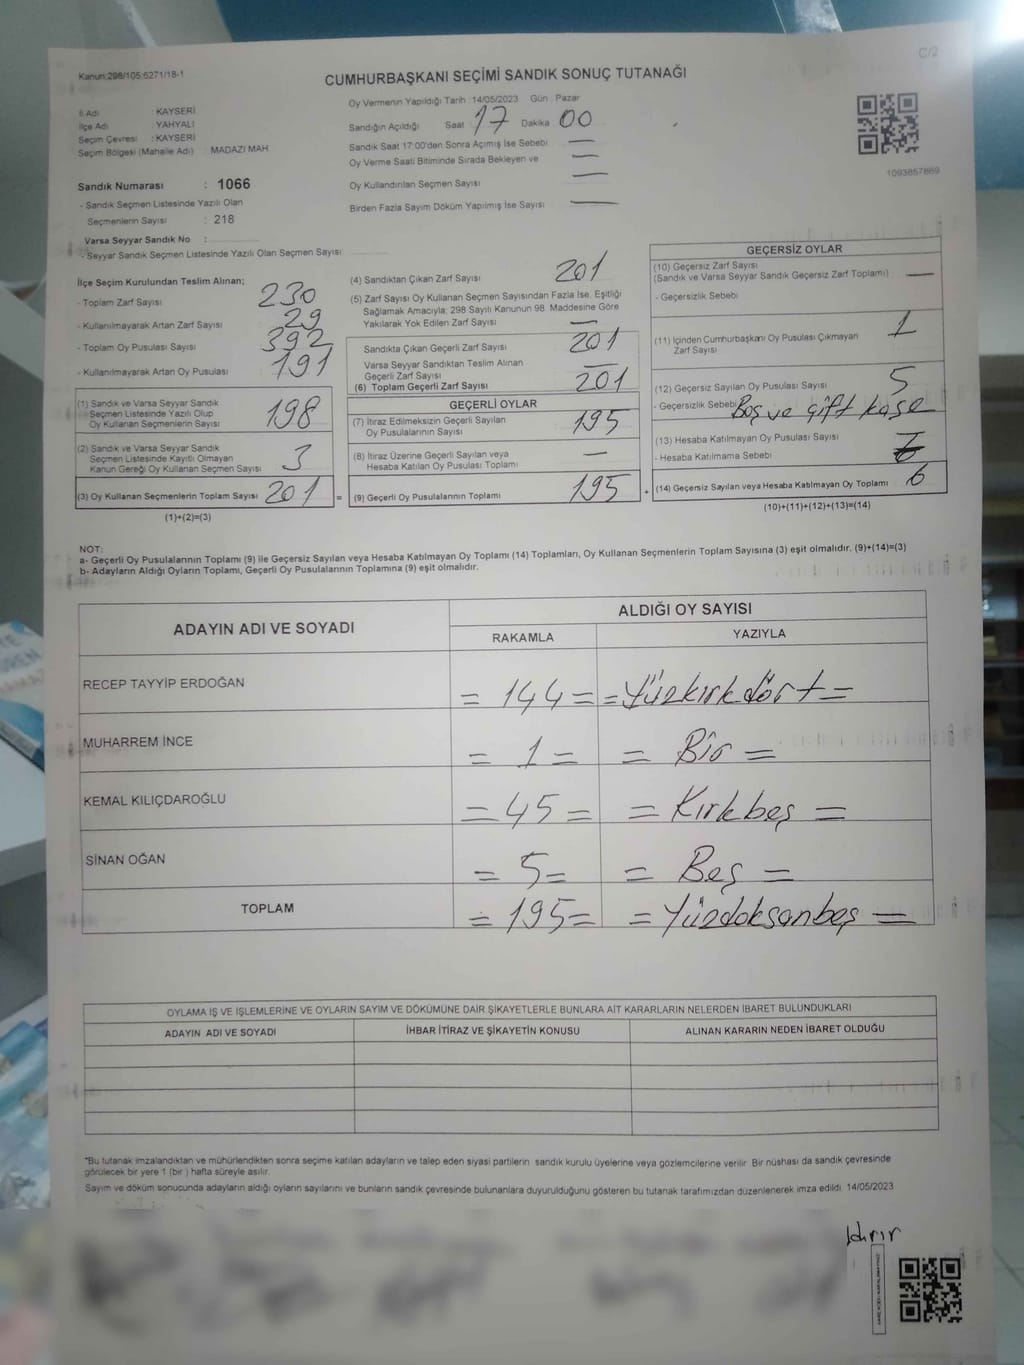 C/2
Kanun:298/105;6271/18-1
CUMHURBAŞKANI SEÇİMİ SANDIK SONUÇ TUTANAĞI
İl Adı : KAYSERİ
İlçe Adı : YAHYALI
Seçim Çevresi : KAYSERİ
Seçim Bölgesi (Mahalle Adı) : MADAZI MAH.
Oy Vermenin Yapıldığı Tarih : 14/05/2023 Gün : Pazar
Sandığın Açıldığı Saat 17 Dakika 00
Sandık Saat 17:00'den Sonra Açımış İse Sebebi —
Oy Verme Saati Bitiminde Sırada Bekleyen ve —
Oy Kullandırılan Seçmen Sayısı —
Birden Fazla Sayım Döküm Yapılmış İse Sayısı —
1093857869
Sandık Numarası : 1066
- Sandık Seçmen Listesinde Yazılı Olan
Seçmenlerin Sayısı : 218
Varsa Seyyar Sandık No :
- Seyyar Sandık Seçmen Listesinde Yazılı Olan Seçmen Sayısı:
İlçe Seçim Kurulundan Teslim Alınan;
- Toplam Zarf Sayısı 230
- Kullanılmayarak Artan Zarf Sayısı 29
- Toplam Oy Pusulası Sayısı 392
- Kullanılmayarak Artan Oy Pusulası 191
(1) Sandık ve Varsa Seyyar Sandık
Seçmen Listesinde Yazılı Olup
Oy Kullanan Seçmenlerin Sayısı 198
(2) Sandık ve Varsa Seyyar Sandık
Seçmen Listesinde Kayıtlı Olmayan
Kanun Gereği Oy Kullanan Seçmen Sayısı 3
(3) Oy Kullanan Seçmenlerin Toplam Sayısı 201 =
(1)+(2)=(3)
(4) Sandıktan Çıkan Zarf Sayısı 201
(5) Zarf Sayısı Oy Kullanan Seçmen Sayısından Fazla İse, Eşitliği
Sağlamak Amacıyla; 298 Sayılı Kanunun 98. Maddesine Göre
Yakılarak Yok Edilen Zarf Sayısı —
Sandıkta Çıkan Geçerli Zarf Sayısı 201
Varsa Seyyar Sandıktan Teslim Alınan
Geçerli Zarf Sayısı —
(6) Toplam Geçerli Zarf Sayısı 201
GEÇERLİ OYLAR
(7) İtiraz Edilmeksizin Geçerli Sayılan
Oy Pusulalarının Sayısı 195
(8) İtiraz Üzerine Geçerli Sayılan veya
Hesaba Katılan Oy Pusulası Toplamı —
(9) Geçerli Oy Pusulalarının Toplamı 195 +
GEÇERSİZ OYLAR
(10) Geçersiz Zarf Sayısı
(Sandık ve Varsa Seyyar Sandık Geçersiz Zarf Toplamı) : —
- Geçersizlik Sebebi
(11) İçinden Cumhurbaşkanı Oy Pusulası Çıkmayan
Zarf Sayısı 1
(12) Geçersiz Sayılan Oy Pusulası Sayısı 5
- Geçersizlik Sebebi Boş ve çift kaşe
(13) Hesaba Katılmayan Oy Pusulası Sayısı
- Hesaba Katılmama Sebebi
(14) Geçersiz Sayılan veya Hesaba Katılmayan Oy Toplamı 6
(10)+(11)+(12)+(13)=(14)
NOT:
a- Geçerli Oy Pusulalarının Toplamı (9) ile Geçersiz Sayılan veya Hesaba Katılmayan Oy Toplamı (14) Toplamları, Oy Kullanan Seçmenlerin Toplam Sayısına (3) eşit olmalıdır. (9)+(14)=(3)
b- Adayların Aldığı Oyların Toplamı, Geçerli Oy Pusulalarının Toplamına (9) eşit olmalıdır.
ADAYIN ADI VE SOYADI ALDIĞI OY SAYISI
RAKAMLA YAZIYLA
RECEP TAYYİP ERDOĞAN = 144 = = Yüzkırkdört =
MUHARREM İNCE = 1 = = Bir =
KEMAL KILIÇDAROĞLU = 45 = = Kırkbeş =
SİNAN OĞAN = 5 = = Beş =
TOPLAM = 195 = = Yüzdoksanbeş =
OYLAMA İŞ VE İŞLEMLERİNE VE OYLARIN SAYIM VE DÖKÜMÜNE DAİR ŞİKAYETLERLE BUNLARA AİT KARARLARIN NELERDEN İBARET BULUNDUKLARI
ADAYIN ADI VE SOYADI İHBAR İTİRAZ VE ŞİKAYETİN KONUSU ALINAN KARARIN NEDEN İBARET OLDUĞU
*Bu tutanak imzalandıktan ve mühürlendikten sonra seçime katılan adayların ve talep eden siyasi partilerin sandık kurulu üyelerine veya gözlemcilerine verilir. Bir nüshası da sandık çevresinde
görülecek bir yere 1 (bir) hafta süreyle asılır.
Sayım ve döküm sonucunda adayların aldığı oyların sayılarını ve bunların sandık çevresinde bulunanlara duyurulduğunu gösteren bu tutanak tarafımızdan düzenlenerek imza edildi. 14/05/2023